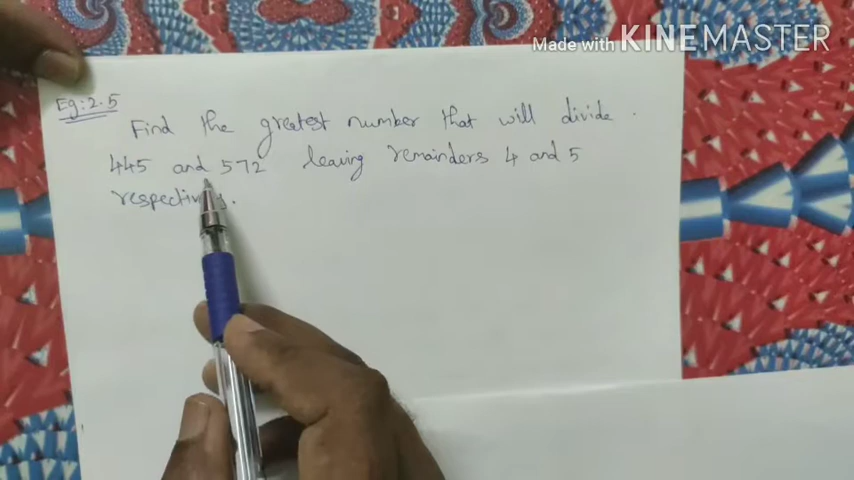 Made with KINEMASTER
Eg: 2.5
Find the greatest number that will divide
445 and 572 leaving remainders 4 and 5